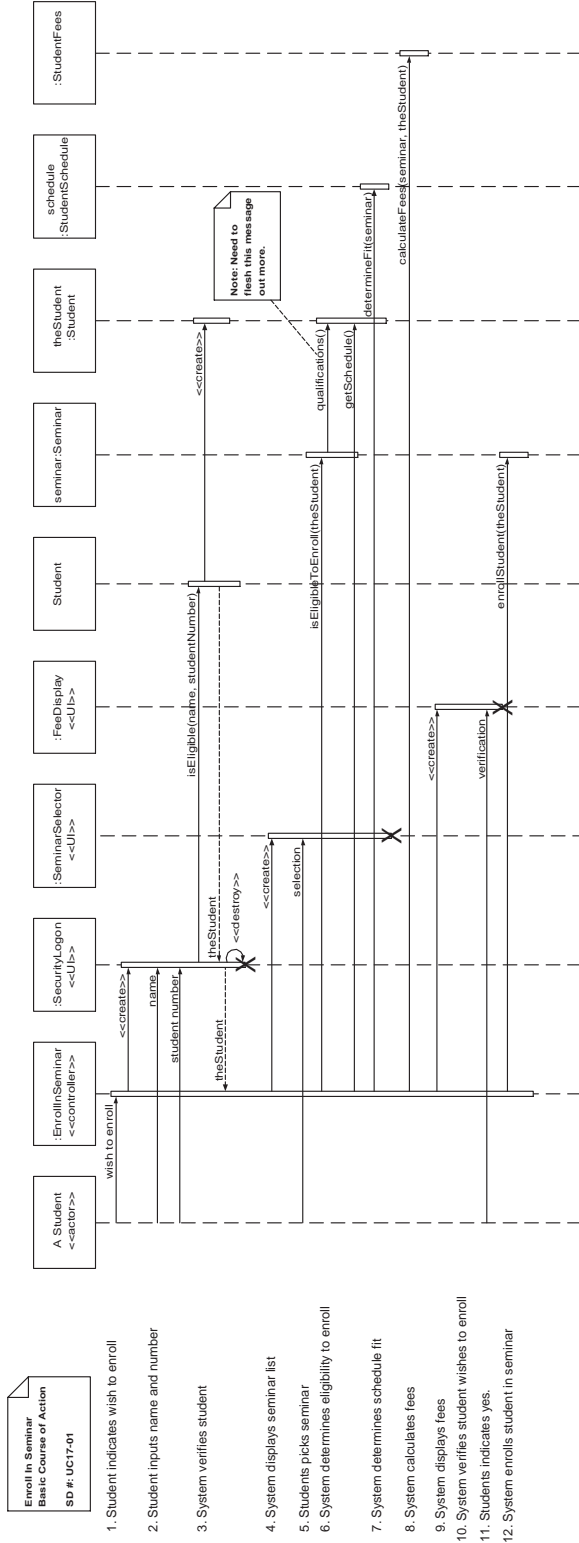 Enroll In Seminar
Basic Course of Action
SD #: UC17-01
A Student
<<actor>>
:EnrollInSeminar
<<controller>>
:SecurityLogon
<<UI>>
:SeminarSelector
<<UI>>
:FeeDisplay
<<UI>>
Student
seminar:Seminar
theStudent
:Student
schedule
:StudentSchedule
:StudentFees
1. Student indicates wish to enroll
wish to enroll
<<create>>
2. Student inputs name and number
name
student number
3. System verifies student
isEligible(name, studentNumber)
<<create>>
theStudent
theStudent
<<destroy>>
4. System displays seminar list
<<create>>
5. Students picks seminar
selection
6. System determines eligibility to enroll
isEligibleToEnroll(theStudent)
qualifications()
Note: Need to
flesh this message
out more.
getSchedule()
7. System determines schedule fit
determineFit(seminar)
8. System calculates fees
calculateFees(seminar, theStudent)
9. System displays fees
<<create>>
10. System verifies student wishes to enroll
11. Students indicates yes.
verification
12. System enrolls student in seminar
enrollStudent(theStudent)